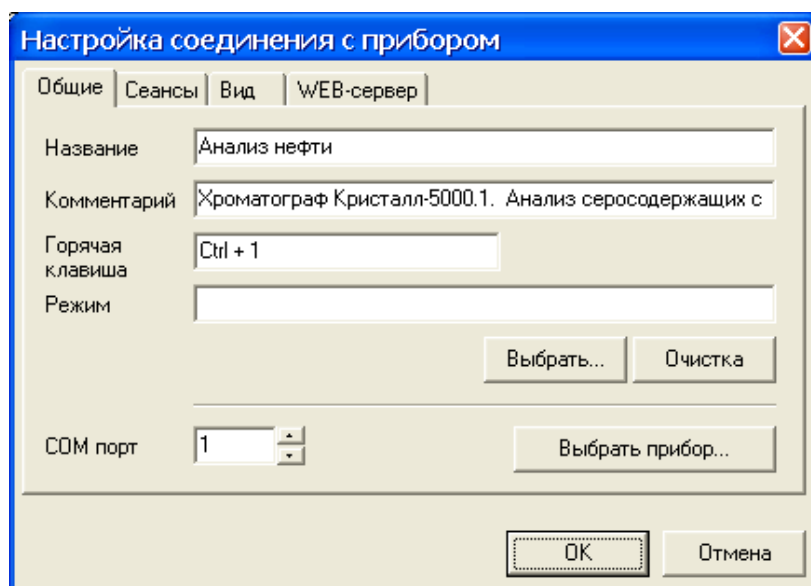 Настройка соединения с прибором
Общие Сеансы Вид WEB-сервер
Название Анализ нефти
Комментарий Хроматограф Кристалл-5000.1. Анализ серосодержащих с
Горячая клавиша Ctrl + 1
Режим
Выбрать... Очистка
COM порт 1 Выбрать прибор...
OK Отмена